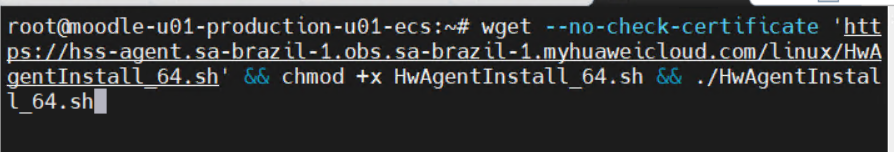 root@moodle-u01-production-u01-ecs:~# wget --no-check-certificate 'htt
ps://hss-agent.sa-brazil-1.obs.sa-brazil-1.myhuaweicloud.com/linux/HwA
gentInstall_64.sh' && chmod +x HwAgentInstall_64.sh && ./HwAgentInstal
l_64.sh